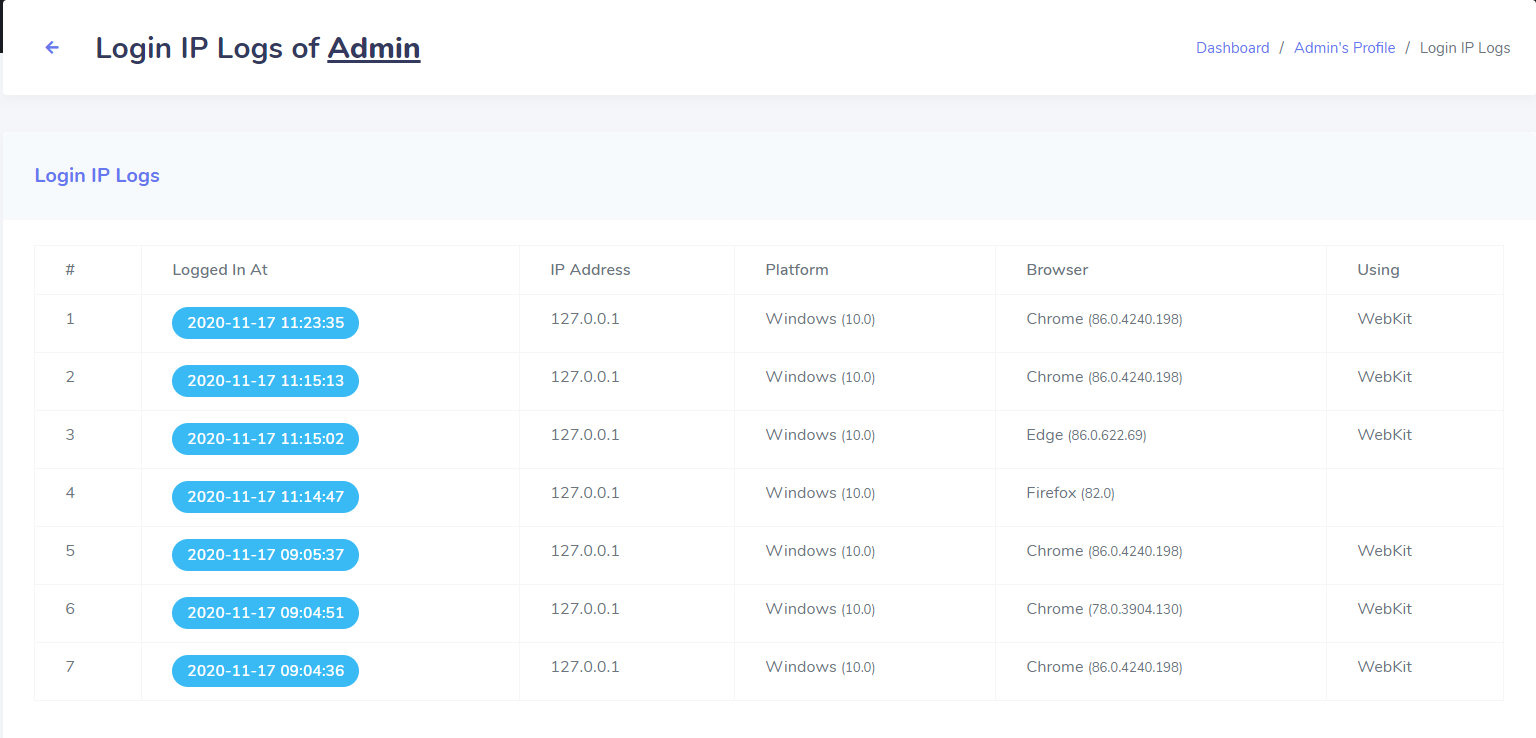 Login IP Logs of Admin
Dashboard / Admin's Profile / Login IP Logs
Login IP Logs
# Logged In At IP Address Platform Browser Using
1 2020-11-17 11:23:35 127.0.0.1 Windows (10.0) Chrome (86.0.4240.198) WebKit
2 2020-11-17 11:15:13 127.0.0.1 Windows (10.0) Chrome (86.0.4240.198) WebKit
3 2020-11-17 11:15:02 127.0.0.1 Windows (10.0) Edge (86.0.622.69) WebKit
4 2020-11-17 11:14:47 127.0.0.1 Windows (10.0) Firefox (82.0)
5 2020-11-17 09:05:37 127.0.0.1 Windows (10.0) Chrome (86.0.4240.198) WebKit
6 2020-11-17 09:04:51 127.0.0.1 Windows (10.0) Chrome (78.0.3904.130) WebKit
7 2020-11-17 09:04:36 127.0.0.1 Windows (10.0) Chrome (86.0.4240.198) WebKit